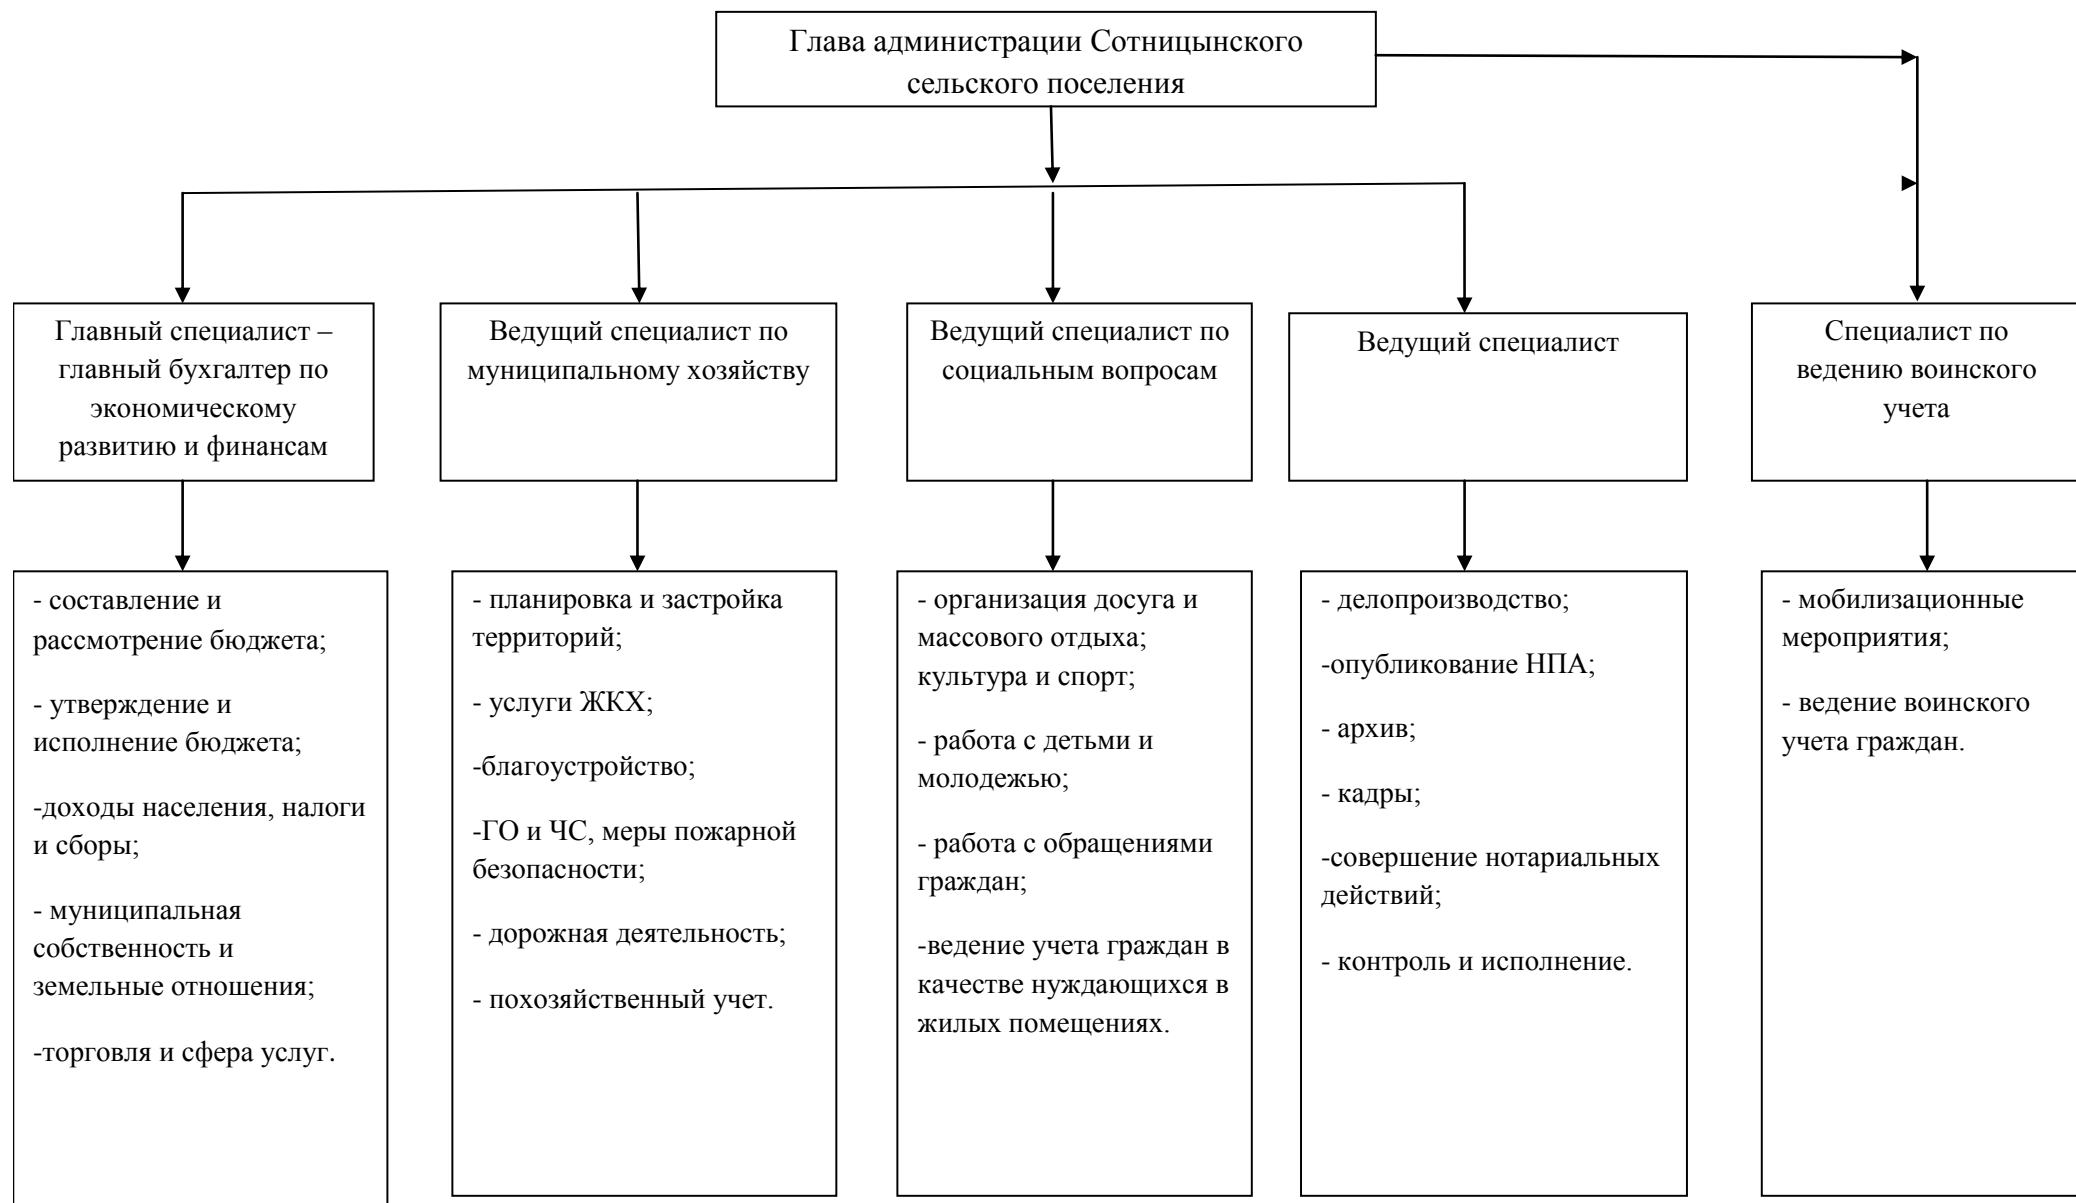 Глава администрации Сотницынского
сельского поселения
Главный специалист –
главный бухгалтер по
экономическому
развитию и финансам
Ведущий специалист по
муниципальному хозяйству
Ведущий специалист по
социальным вопросам
Ведущий специалист
Специалист по
ведению воинского
учета
- составление и
рассмотрение бюджета;
- утверждение и
исполнение бюджета;
-доходы населения, налоги
и сборы;
- муниципальная
собственность и
земельные отношения;
-торговля и сфера услуг.
- планировка и застройка
территорий;
- услуги ЖКХ;
-благоустройство;
-ГО и ЧС, меры пожарной
безопасности;
- дорожная деятельность;
- похозяйственный учет.
- организация досуга и
массового отдыха;
культура и спорт;
- работа с детьми и
молодежью;
- работа с обращениями
граждан;
-ведение учета граждан в
качестве нуждающихся в
жилых помещениях.
- делопроизводство;
-опубликование НПА;
- архив;
- кадры;
-совершение нотариальных
действий;
- контроль и исполнение.
- мобилизационные
мероприятия;
- ведение воинского
учета граждан.